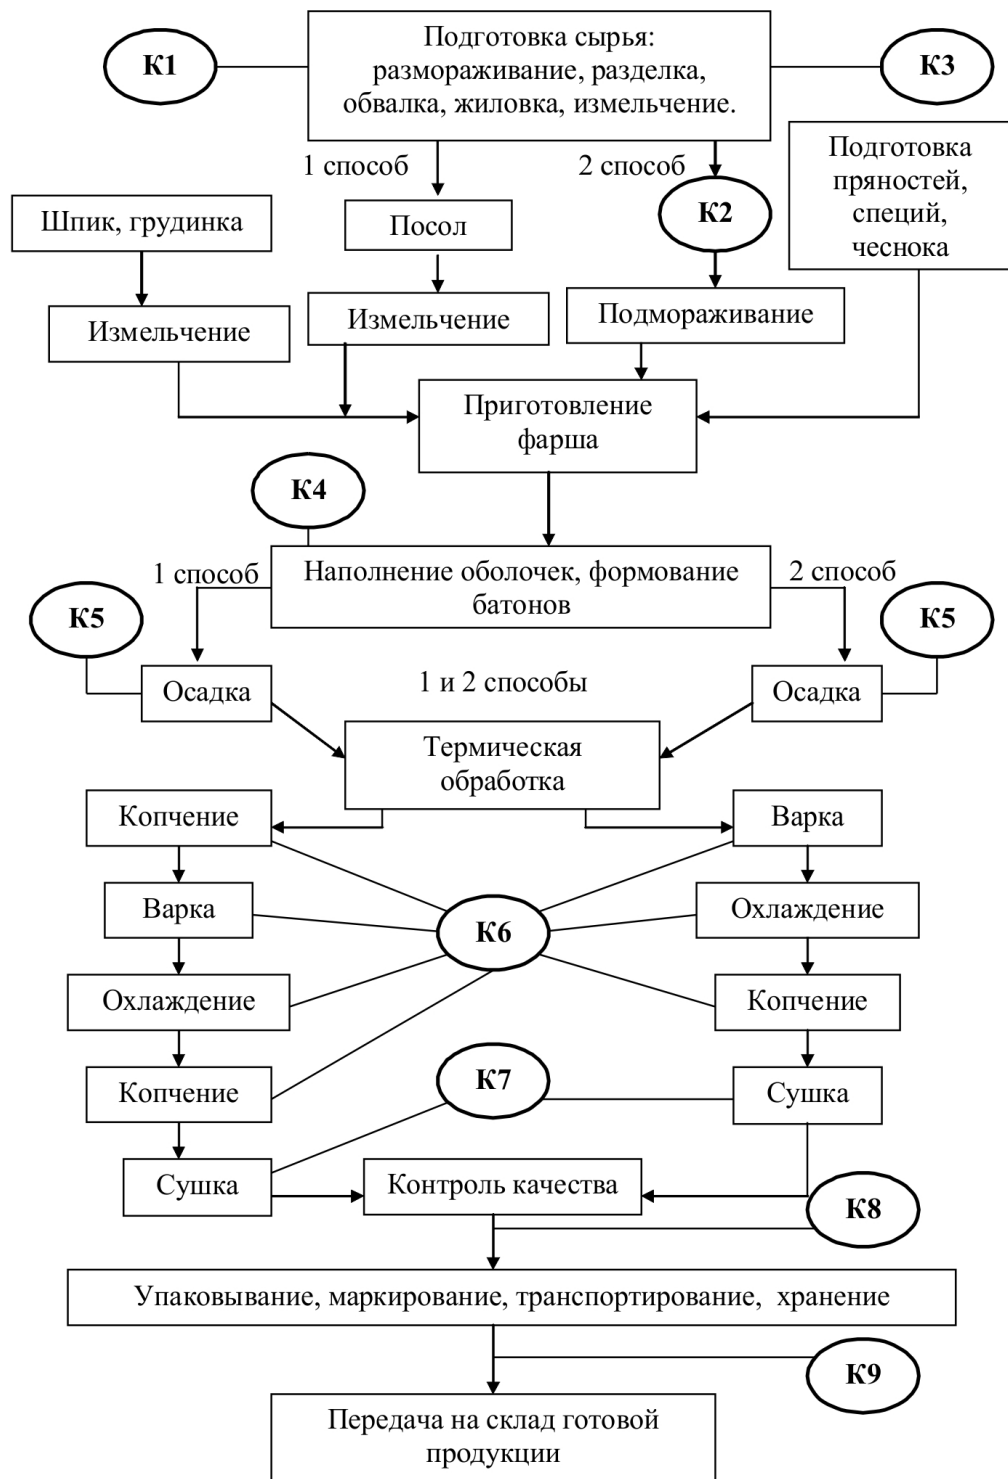 К1
Подготовка сырья:
размораживание, разделка,
обвалка, жиловка, измельчение.
К3
1 способ
2 способ
Подготовка
пряностей,
специй,
чеснока
Шпик, грудинка
Посол
К2
Измельчение
Измельчение
Подмораживание
Приготовление
фарша
К4
1 способ
Наполнение оболочек, формование
батонов
2 способ
К5
К5
Осадка
1 и 2 способы
Осадка
Термическая
обработка
Копчение
Варка
Варка
К6
Охлаждение
Охлаждение
Копчение
Копчение
К7
Сушка
Сушка
Контроль качества
К8
Упаковывание, маркирование, транспортирование,  хранение
К9
Передача на склад готовой
продукции